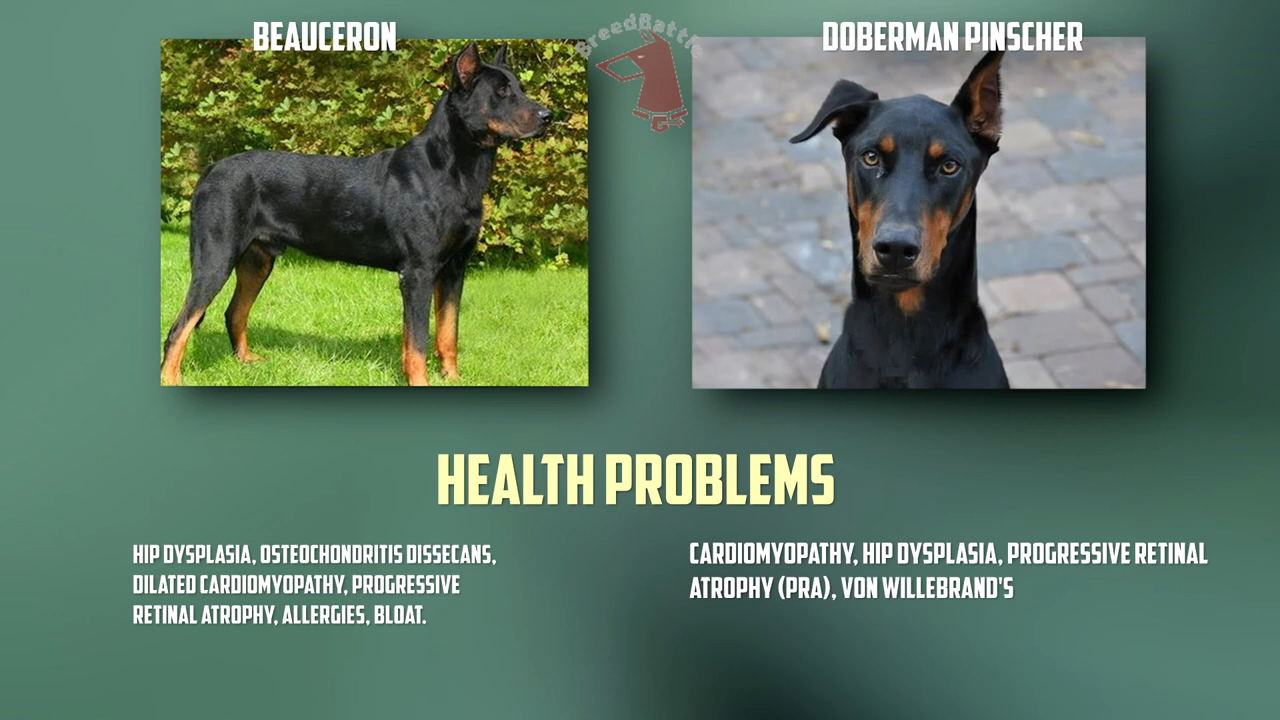 BEAUCERON
BreedBattle
DOBERMAN PINSCHER
HEALTH PROBLEMS
HIP DYSPLASIA, OSTEOCHONDRITIS DISSECANS,
DILATED CARDIOMYOPATHY, PROGRESSIVE
RETINAL ATROPHY, ALLERGIES, BLOAT.
CARDIOMYOPATHY, HIP DYSPLASIA, PROGRESSIVE RETINAL
ATROPHY (PRA), VON WILLEBRAND'S